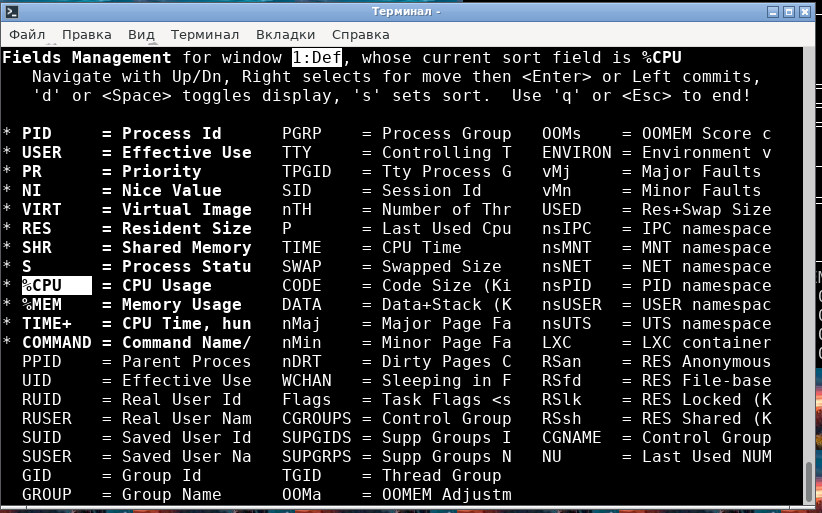 Терминал -
Файл Правка Вид Терминал Вкладки Справка
Fields Management for window 1:Def, whose current sort field is %CPU
Navigate with Up/Dn, Right selects for move then <Enter> or Left commits,
'd' or <Space> toggles display, 's' sets sort. Use 'q' or <Esc> to end!
* PID = Process Id PGRP = Process Group OOMs = OOMEM Score c
* USER = Effective Use TTY = Controlling T ENVIRON = Environment v
* PR = Priority TPGID = Tty Process G vMj = Major Faults
* NI = Nice Value SID = Session Id vMn = Minor Faults
* VIRT = Virtual Image nTH = Number of Thr USED = Res+Swap Size
* RES = Resident Size P = Last Used Cpu nsIPC = IPC namespace
* SHR = Shared Memory TIME = CPU Time nsMNT = MNT namespace
* S = Process Statu SWAP = Swapped Size nsNET = NET namespace
* %CPU = CPU Usage CODE = Code Size (Ki nsPID = PID namespace
* %MEM = Memory Usage DATA = Data+Stack (K nsUSER = USER namespac
* TIME+ = CPU Time, hun nMaj = Major Page Fa nsUTS = UTS namespace
* COMMAND = Command Name/ nMin = Minor Page Fa LXC = LXC container
PPID = Parent Proces nDRT = Dirty Pages C RSan = RES Anonymous
UID = Effective Use WCHAN = Sleeping in F RSfd = RES File-base
RUID = Real User Id Flags = Task Flags <s RSlk = RES Locked (K
RUSER = Real User Nam CGROUPS = Control Group RSsh = RES Shared (K
SUID = Saved User Id SUPGIDS = Supp Groups I CGNAME = Control Group
SUSER = Saved User Na SUPGRPS = Supp Groups N NU = Last Used NUM
GID = Group Id TGID = Thread Group
GROUP = Group Name OOMa = OOMEM Adjustm